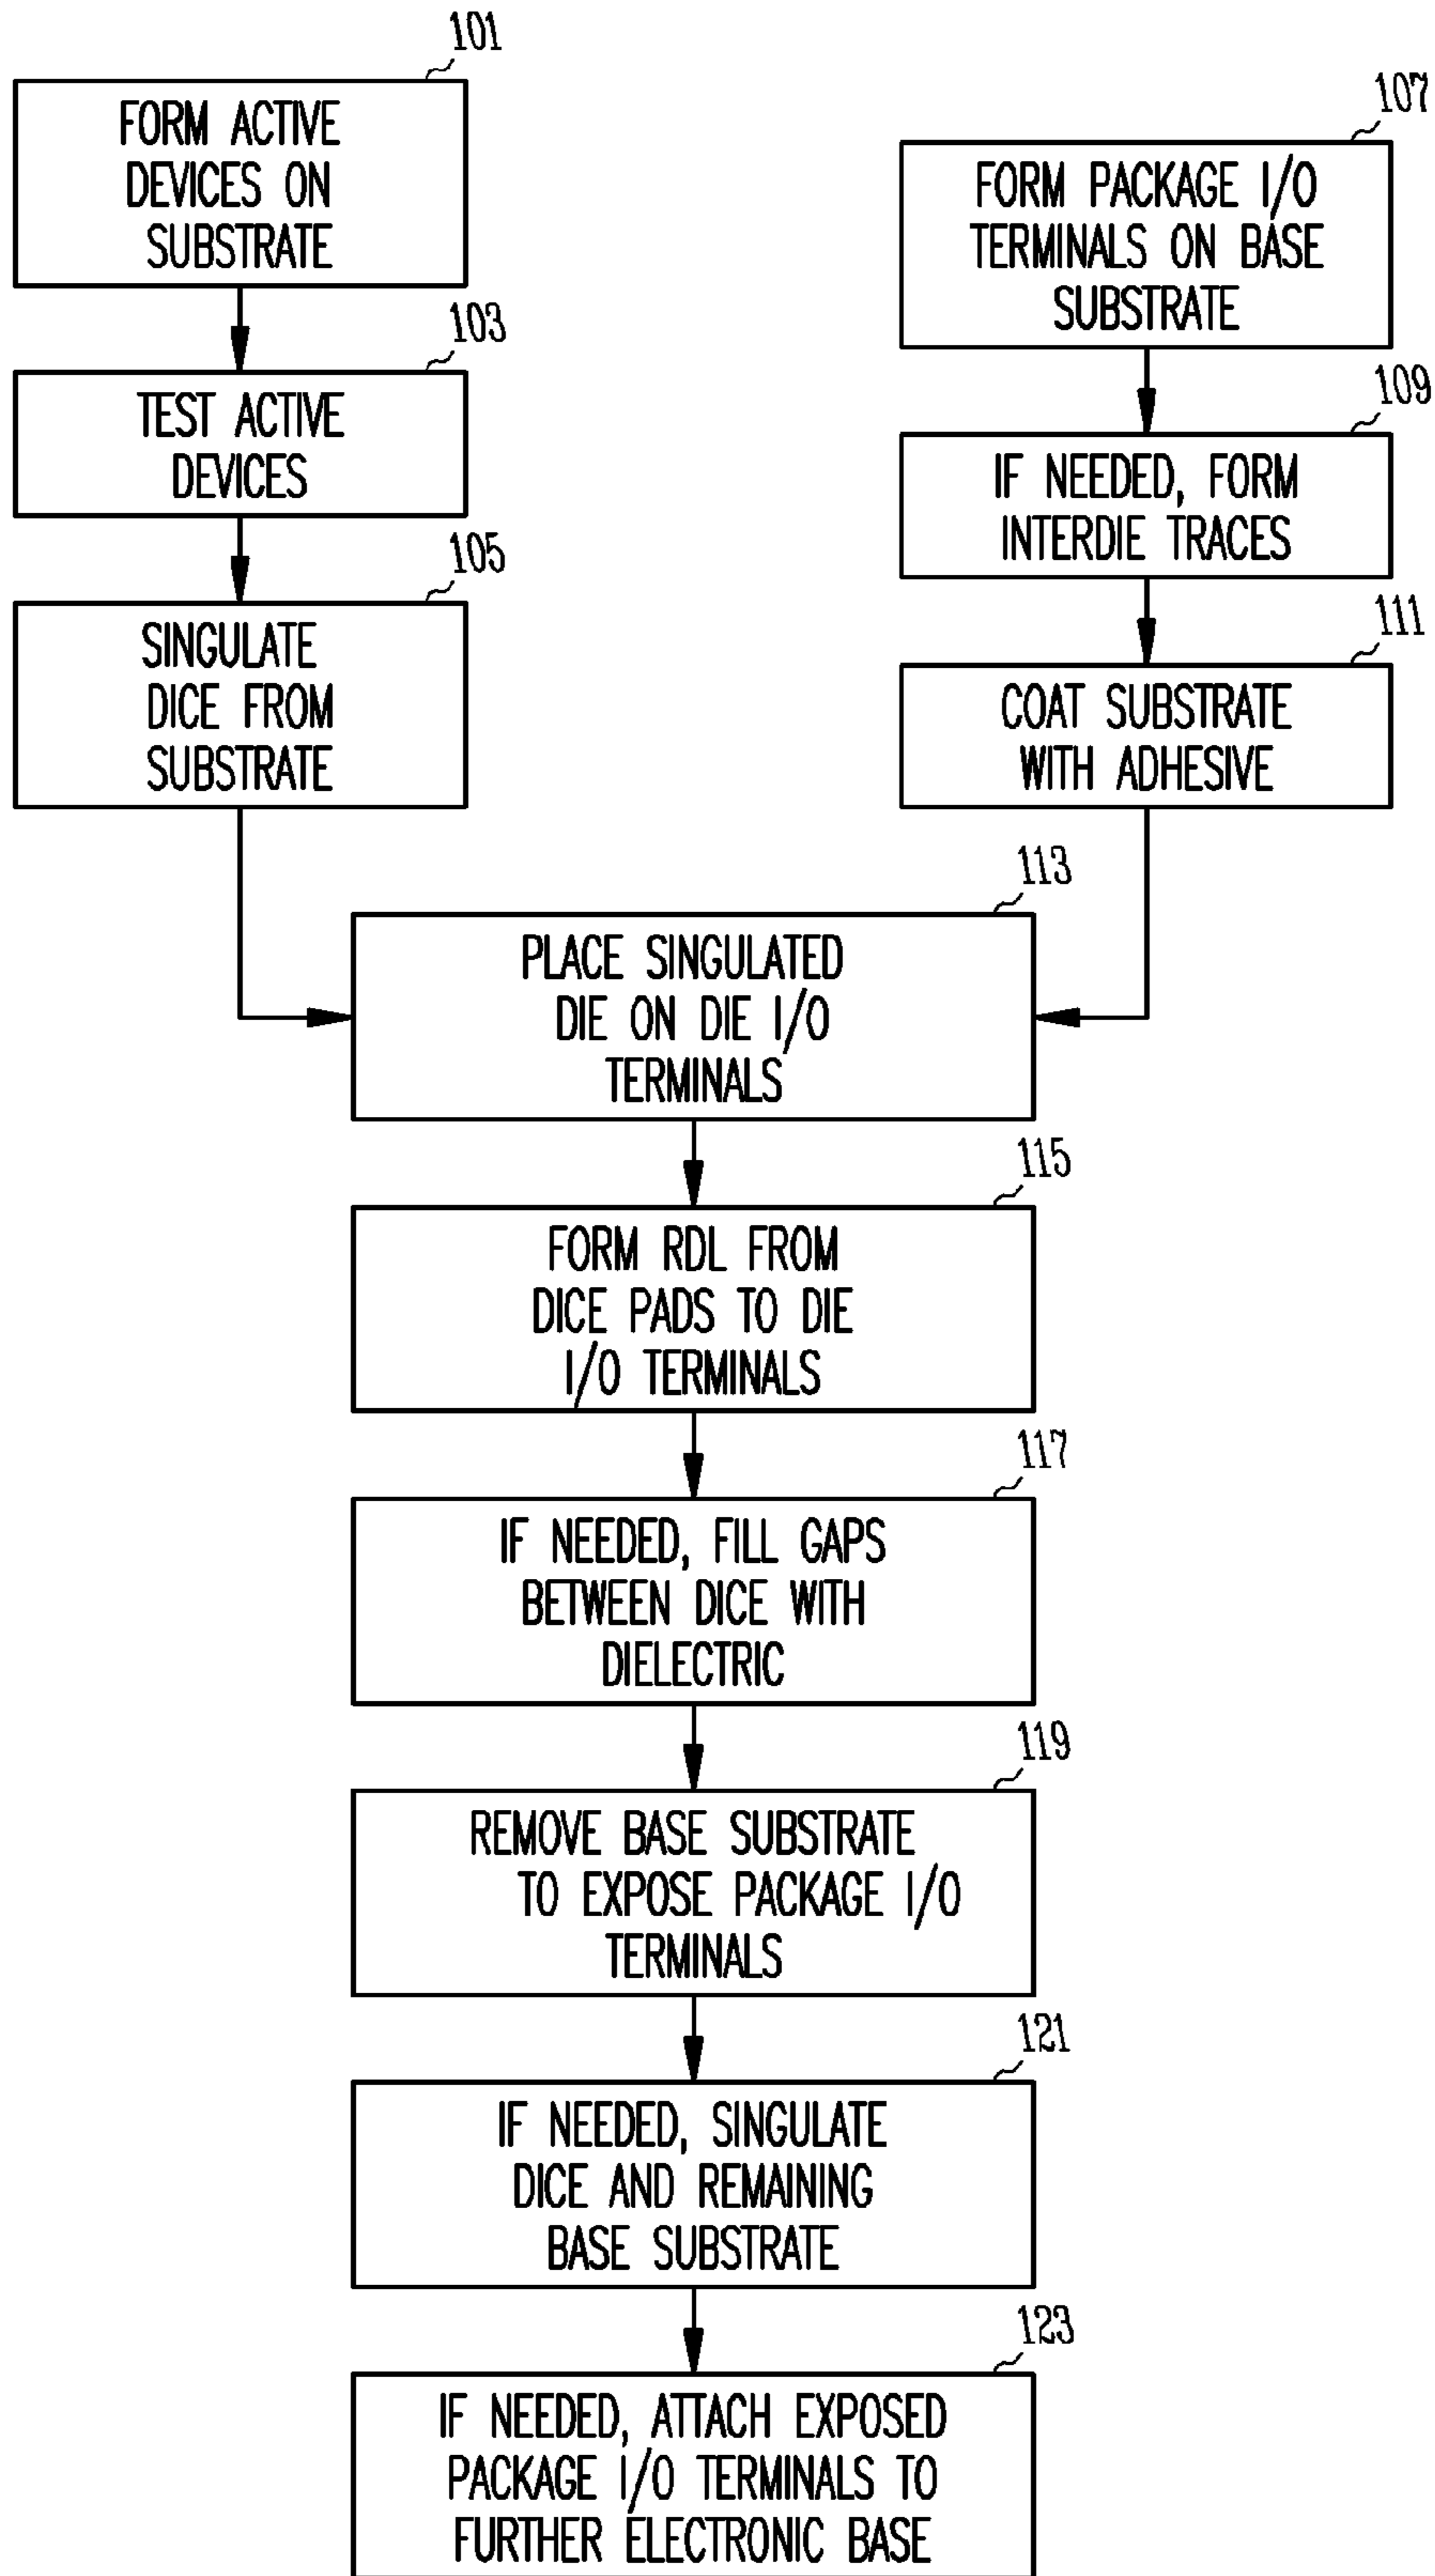 101
FORM ACTIVE
DEVICES ON
SUBSTRATE
103
TEST ACTIVE
DEVICES
105
SINGULATE
DICE FROM
SUBSTRATE
107
FORM PACKAGE I/O
TERMINALS ON BASE
SUBSTRATE
109
IF NEEDED, FORM
INTERDIE TRACES
111
COAT SUBSTRATE
WITH ADHESIVE
113
PLACE SINGULATED
DIE ON DIE I/O
TERMINALS
115
FORM RDL FROM
DICE PADS TO DIE
I/O TERMINALS
117
IF NEEDED, FILL GAPS
BETWEEN DICE WITH
DIELECTRIC
119
REMOVE BASE SUBSTRATE
TO EXPOSE PACKAGE I/O
TERMINALS
121
IF NEEDED, SINGULATE
DICE AND REMAINING
BASE SUBSTRATE
123
IF NEEDED, ATTACH EXPOSED
PACKAGE I/O TERMINALS TO
FURTHER ELECTRONIC BASE